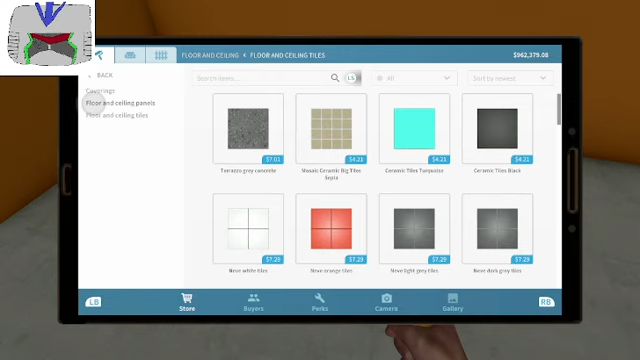 FLOOR AND CEILING < FLOOR AND CEILING TILES $962,379.08
BACK
Search items...
LS
All
Sort by newest
Coverings
Floor and ceiling panels
Floor and ceiling tiles
$7.01
$4.21
$4.21
$4.21
Terrazzo grey concrete
Mosaic Ceramic Big Tiles Sepia
Ceramic Tiles Turquoise
Ceramic Tiles Black
$7.29
$7.29
$7.29
$7.29
Neve white tiles
Neve orange tiles
Neve light grey tiles
Neve dark grey tiles
LB
Store
Buyers
Perks
Camera
Gallery
RB